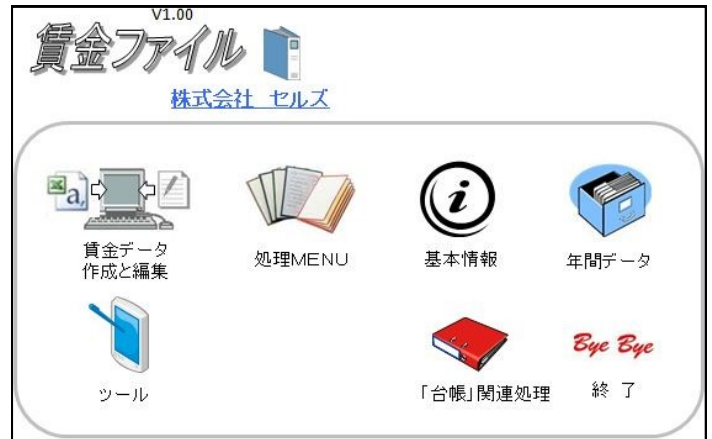 V1.00
賃金ファイル
株式会社 セルズ
a,
賃金データ
作成と編集
処理MENU
i
基本情報
年間データ
ツール
「台帳」関連処理
Bye Bye
終 了